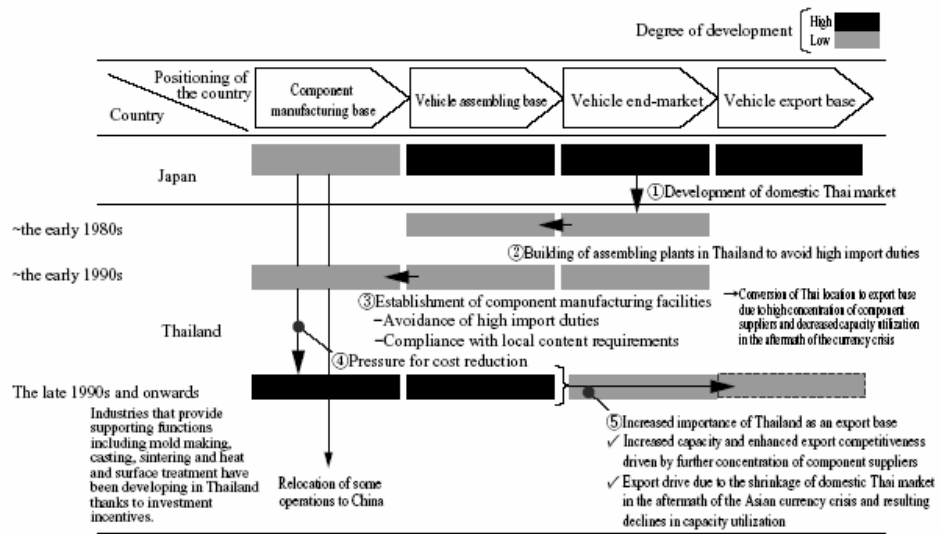 Degree of development
High
Low
Positioning of
the country
Country
Component
manufacturing base
Vehicle assembling base
Vehicle end-market
Vehicle export base
Japan
①Development of domestic Thai market
~the early 1980s
②Building of assembling plants in Thailand to avoid high import duties
~the early 1990s
③Establishment of component manufacturing facilities
–Avoidance of high import duties
–Compliance with local content requirements
→Conversion of Thai location to export base
due to high concentration of component
suppliers and decreased capacity utilization
in the aftermath of the currency crisis
Thailand
④Pressure for cost reduction
The late 1990s and onwards
Industries that provide
supporting functions
including mold making,
casting, sintering and heat
and surface treatment have
been developing in Thailand
thanks to investment
incentives.
Relocation of some
operations to China
⑤Increased importance of Thailand as an export base
✓ Increased capacity and enhanced export competitiveness
driven by further concentration of component suppliers
✓ Export drive due to the shrinkage of domestic Thai market
in the aftermath of the Asian currency crisis and resulting
declines in capacity utilization